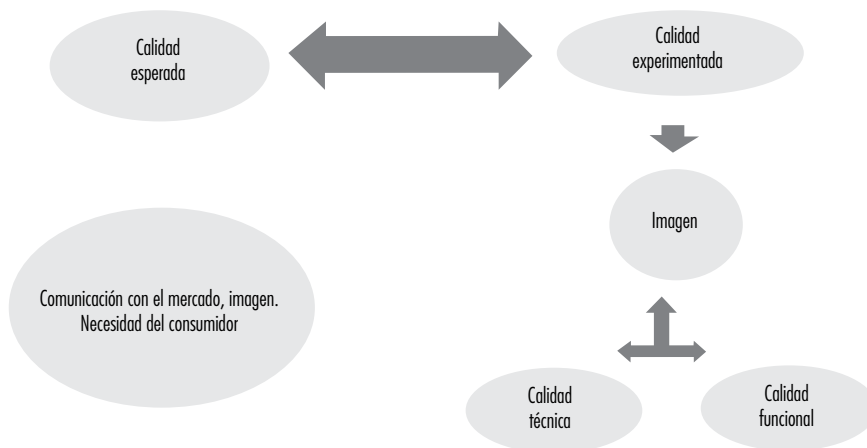 Calidad
esperada
Calidad
experimentada
Imagen
Comunicación con el mercado, imagen.
Necesidad del consumidor
Calidad
técnica
Calidad
funcional